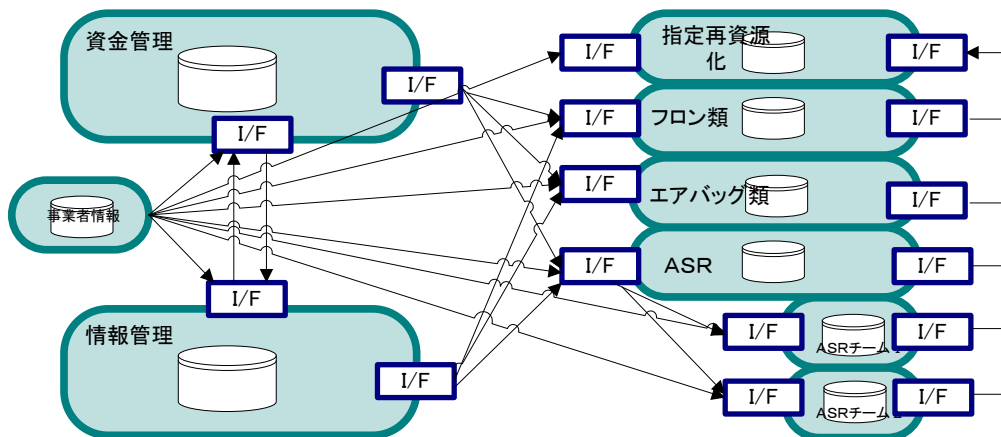 資金管理
I/F
I/F
事業者情報
I/F
情報管理
I/F
I/F
指定再資源
化
I/F
I/F
フロン類
I/F
I/F
エアバッグ類
I/F
I/F
ASR
I/F
I/F
ASRチーム
I/F
I/F
ASRチーム
I/F